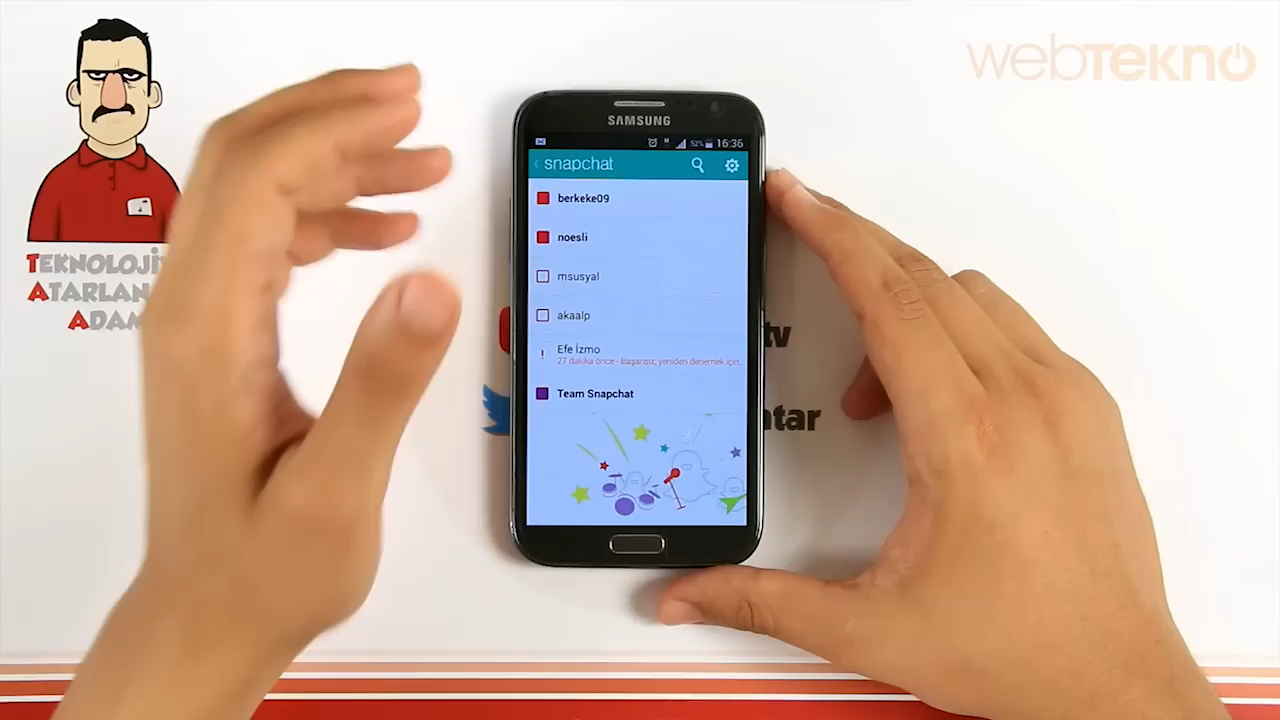 webTEKNO
TEKNOLOJİ
ATARLAN
ADAM
SAMSUNG
52% 16:36
snapchat
berkeke09
noesli
msusyal
akaalp
Efe İzmo
27 dakika önce - Başarısız, yeniden denemek için...
Team Snapchat
tv
atar